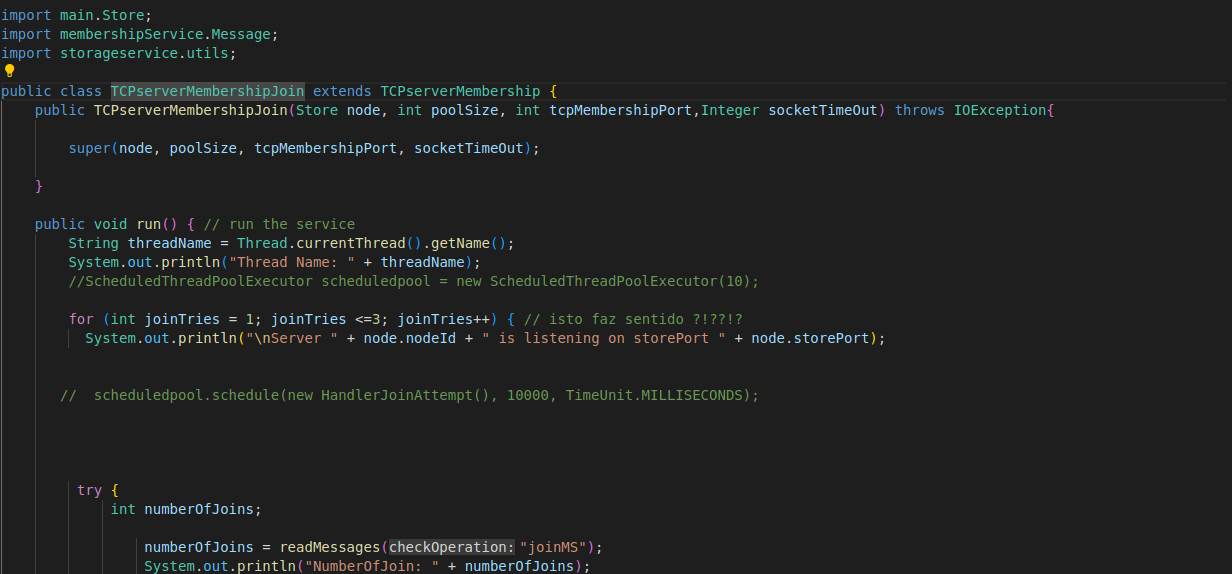 import main.Store;
import membershipService.Message;
import storageservice.utils;
public class TCPserverMembershipJoin extends TCPserverMembership {
public TCPserverMembershipJoin(Store node, int poolSize, int tcpMembershipPort,Integer socketTimeOut) throws IOException{
super(node, poolSize, tcpMembershipPort, socketTimeOut);
}
public void run() { // run the service
String threadName = Thread.currentThread().getName();
System.out.println("Thread Name: " + threadName);
//ScheduledThreadPoolExecutor scheduledpool = new ScheduledThreadPoolExecutor(10);
for (int joinTries = 1; joinTries <=3; joinTries++) { // isto faz sentido ?!??!?
System.out.println("\nServer " + node.nodeId + " is listening on storePort " + node.storePort);
// scheduledpool.schedule(new HandlerJoinAttempt(), 10000, TimeUnit.MILLISECONDS);
try {
int numberOfJoins;
numberOfJoins = readMessages(checkOperation: "joinMS");
System.out.println("NumberOfJoin: " + numberOfJoins);